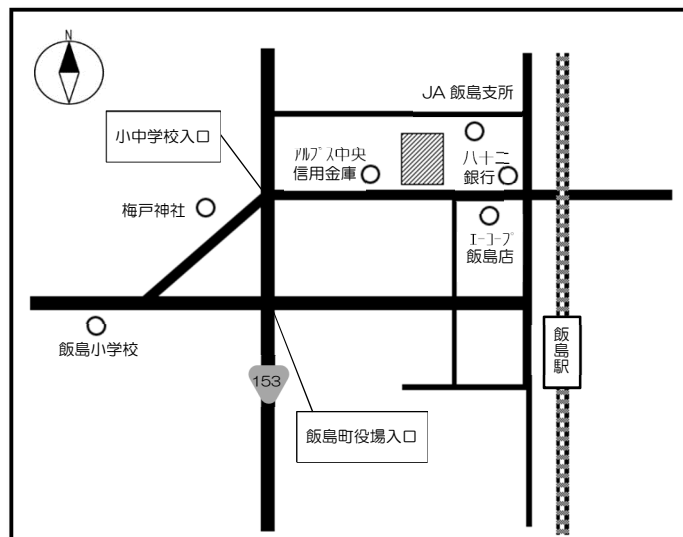 N
JA 飯島支所
小中学校入口
ｱﾙﾌﾟｽ中央
信用金庫
八十二
銀行
梅戸神社
ｴｰｺｰﾌﾟ
飯島店
飯島小学校
飯島駅
153
飯島町役場入口